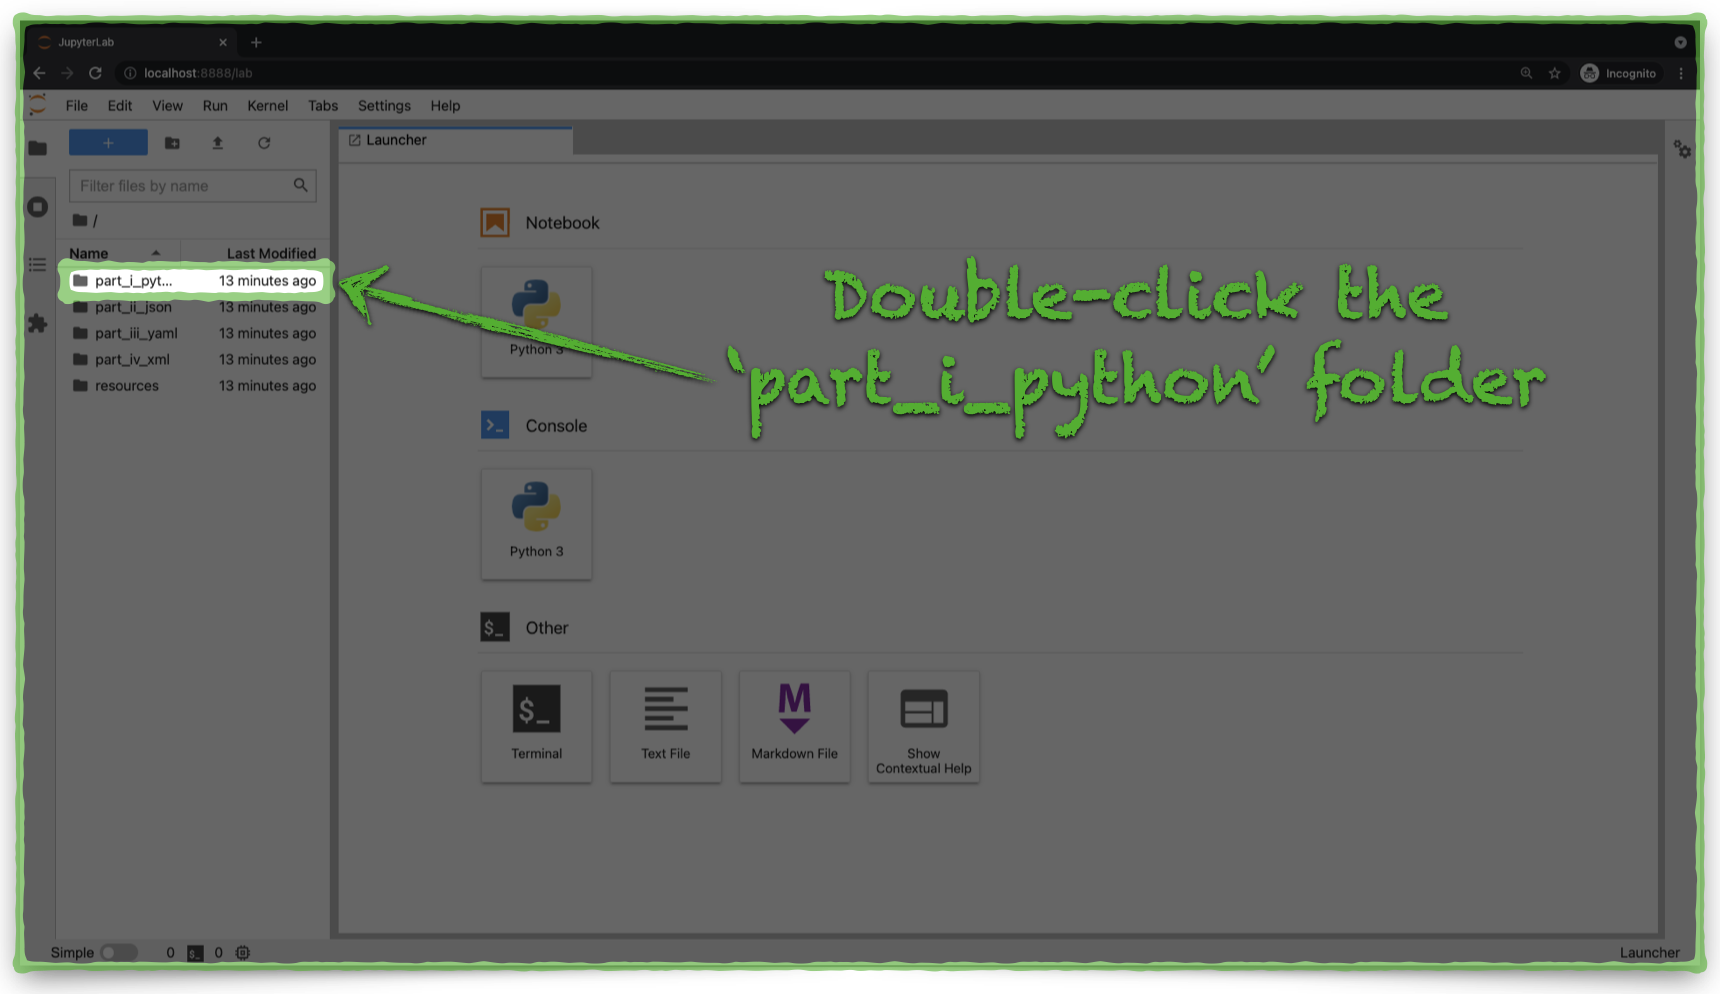 JupyterLab
localhost:8888/lab
Incognito
File Edit View Run Kernel Tabs Settings Help
+
Launcher
Filter files by name
/
Name Last Modified
part_i_pyt... 13 minutes ago
part_ii_json 13 minutes ago
part_iii_yaml 13 minutes ago
part_iv_xml 13 minutes ago
resources 13 minutes ago
Notebook
Python 3
Double-click the
‘part_i_python’ folder
Console
Python 3
Other
$_
Terminal
Text File
M
Markdown File
Show
Contextual Help
Simple 0 $_ 0
Launcher